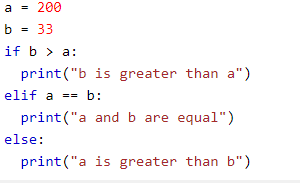 a = 200
b = 33
if b > a:
  print("b is greater than a")
elif a == b:
  print("a and b are equal")
else:
  print("a is greater than b")